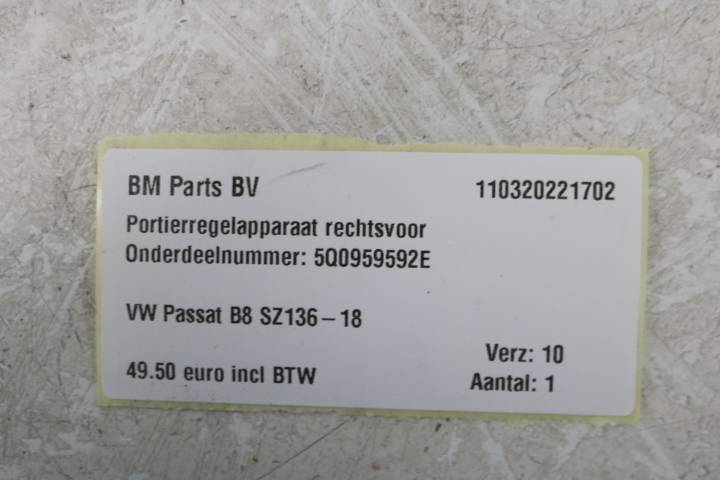 BM Parts BV 110320221702
Portierregelapparaat rechtsvoor
Onderdeelnummer: 5Q0959592E
VW Passat B8 SZ136-18
Verz: 10
49.50 euro incl BTW
Aantal: 1